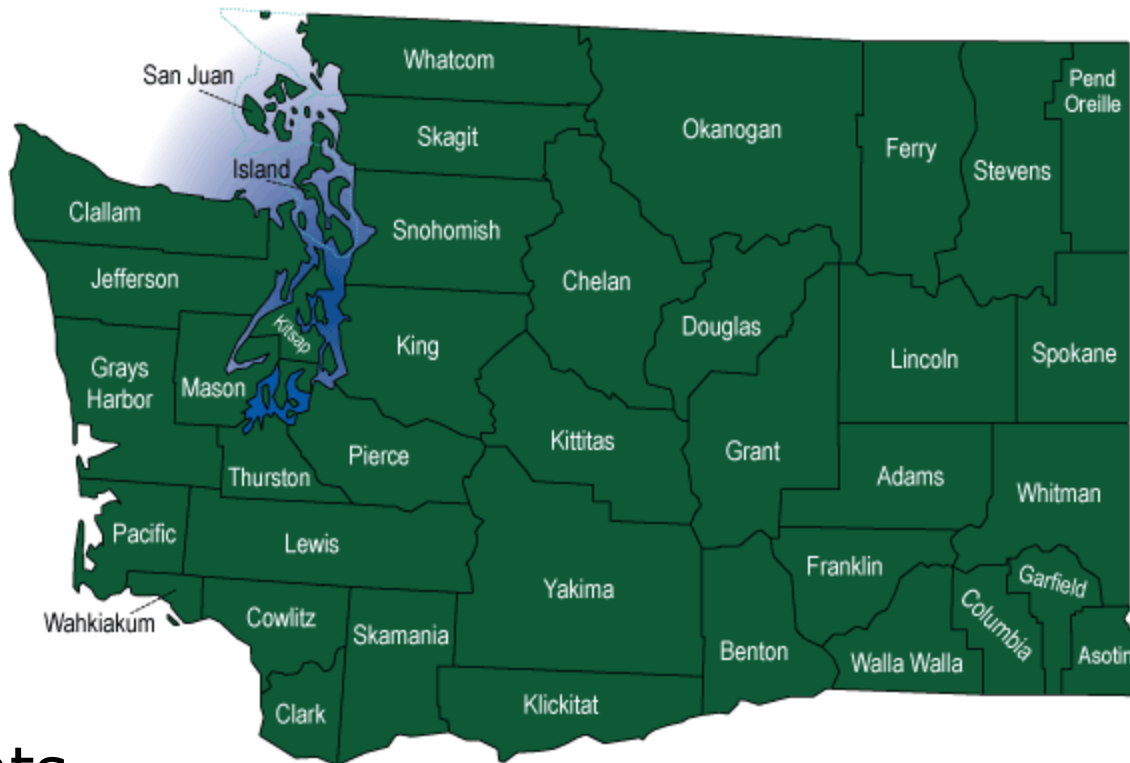 Whatcom
San Juan
Pend
Oreille
Okanogan
Skagit
Ferry
Stevens
Island
Clallam
Snohomish
Jefferson
Chelan
Douglas
Kitsap
King
Spokane
Lincoln
Grays
Harbor
Mason
Kittitas
Grant
Pierce
Thurston
Adams
Whitman
Pacific
Lewis
Franklin
Garfield
Yakima
Wahkiakum
Cowlitz
Columbia
Skamania
Benton
Walla Walla
Asotin
Klickitat
Clark